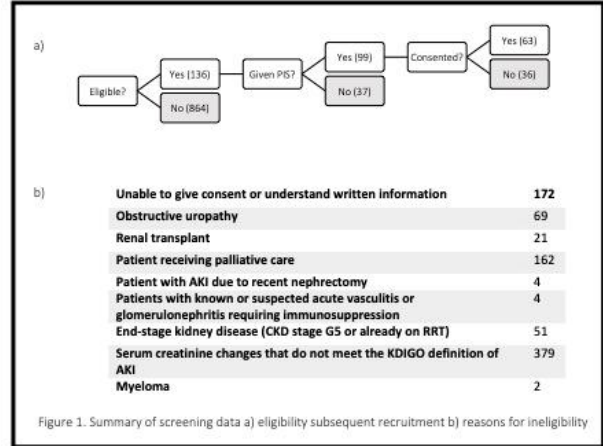 a)
Eligible?
Yes (136)
No (864)
Given PIS?
Yes (99)
No (37)
Consented?
Yes (63)
No (36)
b)
Unable to give consent or understand written information 172
Obstructive uropathy 69
Renal transplant 21
Patient receiving palliative care 162
Patient with AKI due to recent nephrectomy 4
Patients with known or suspected acute vasculitis or 4
glomerulonephritis requiring immunosuppression
End-stage kidney disease (CKD stage G5 or already on RRT) 51
Serum creatinine changes that do not meet the KDIGO definition of 379
AKI
Myeloma 2
Figure 1. Summary of screening data a) eligibility subsequent recruitment b) reasons for ineligibility